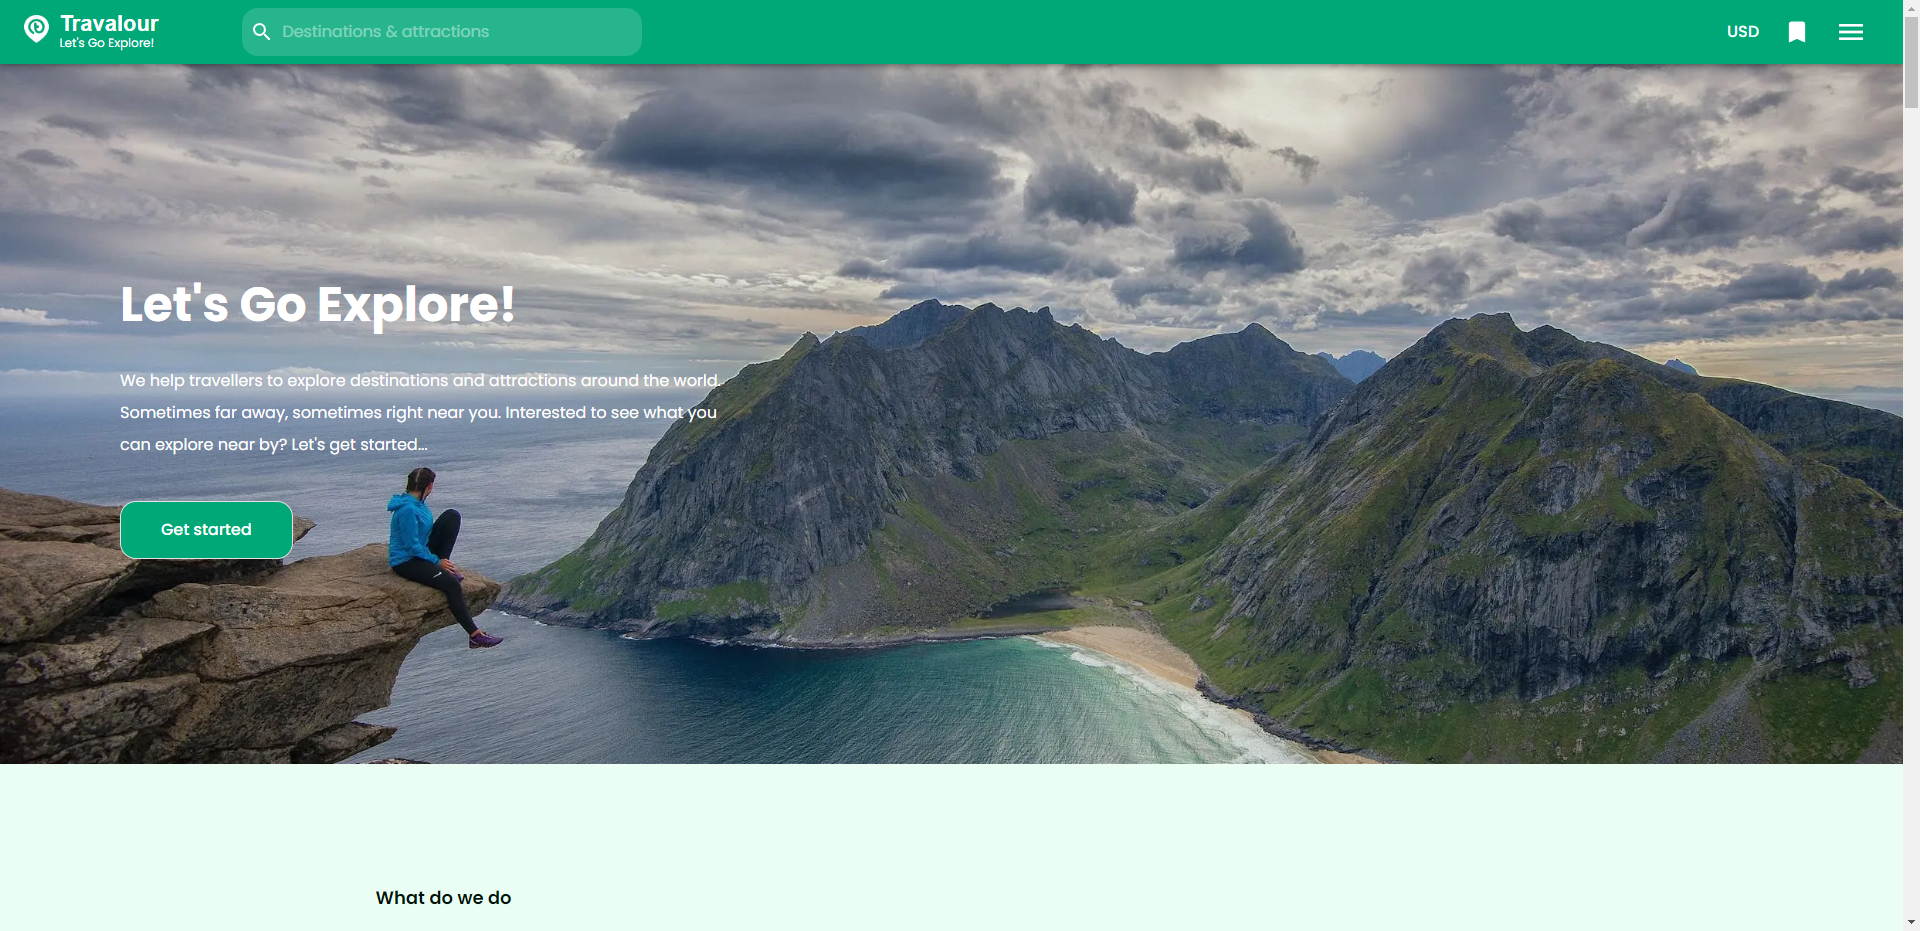 Travalour
Let's Go Explore!
Destinations & attractions
USD
Let's Go Explore!
We help travellers to explore destinations and attractions around the world.
Sometimes far away, sometimes right near you. Interested to see what you
can explore near by? Let's get started...
Get started
What do we do